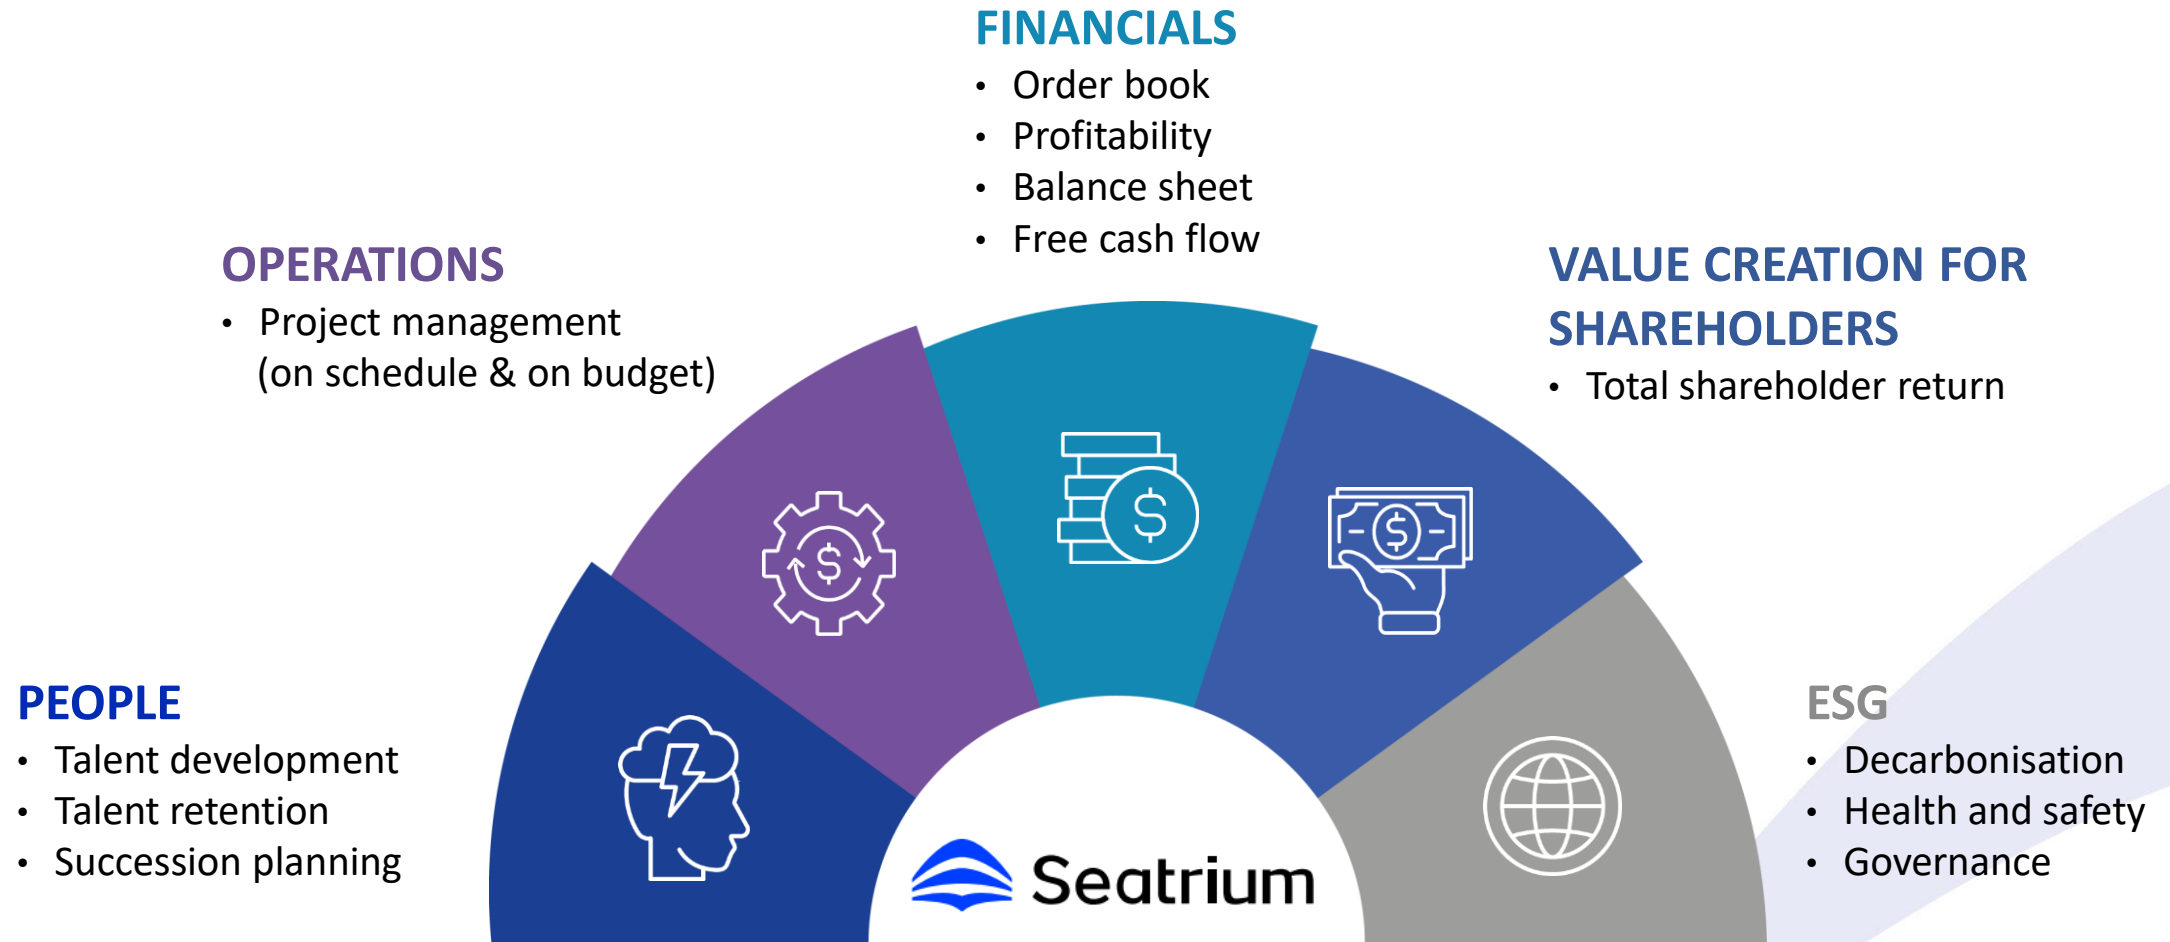 FINANCIALS
• Order book
• Profitability
• Balance sheet
• Free cash flow
OPERATIONS
• Project management
(on schedule & on budget)
VALUE CREATION FOR
SHAREHOLDERS
• Total shareholder return
PEOPLE
• Talent development
• Talent retention
• Succession planning
ESG
• Decarbonisation
• Health and safety
• Governance
$
$
$
Seatrium